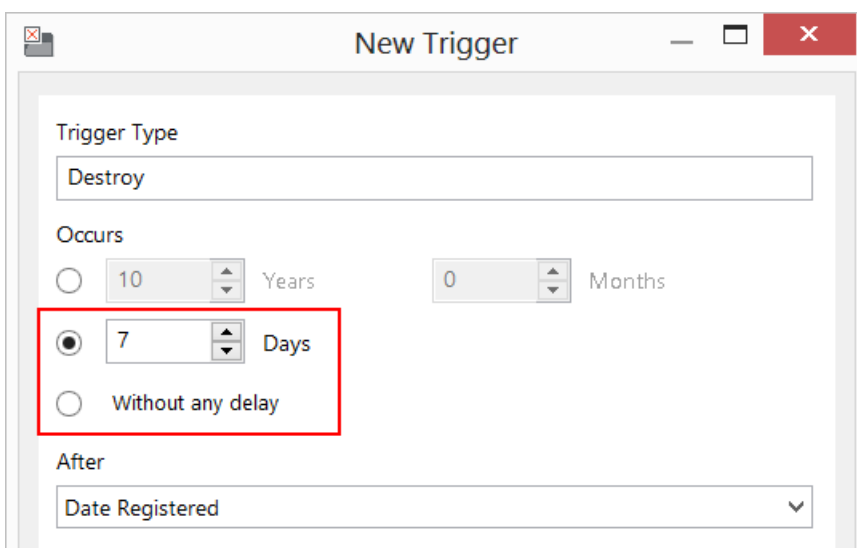 New Trigger
Trigger Type
Destroy
Occurs
10 Years 0 Months
7 Days
Without any delay
After
Date Registered